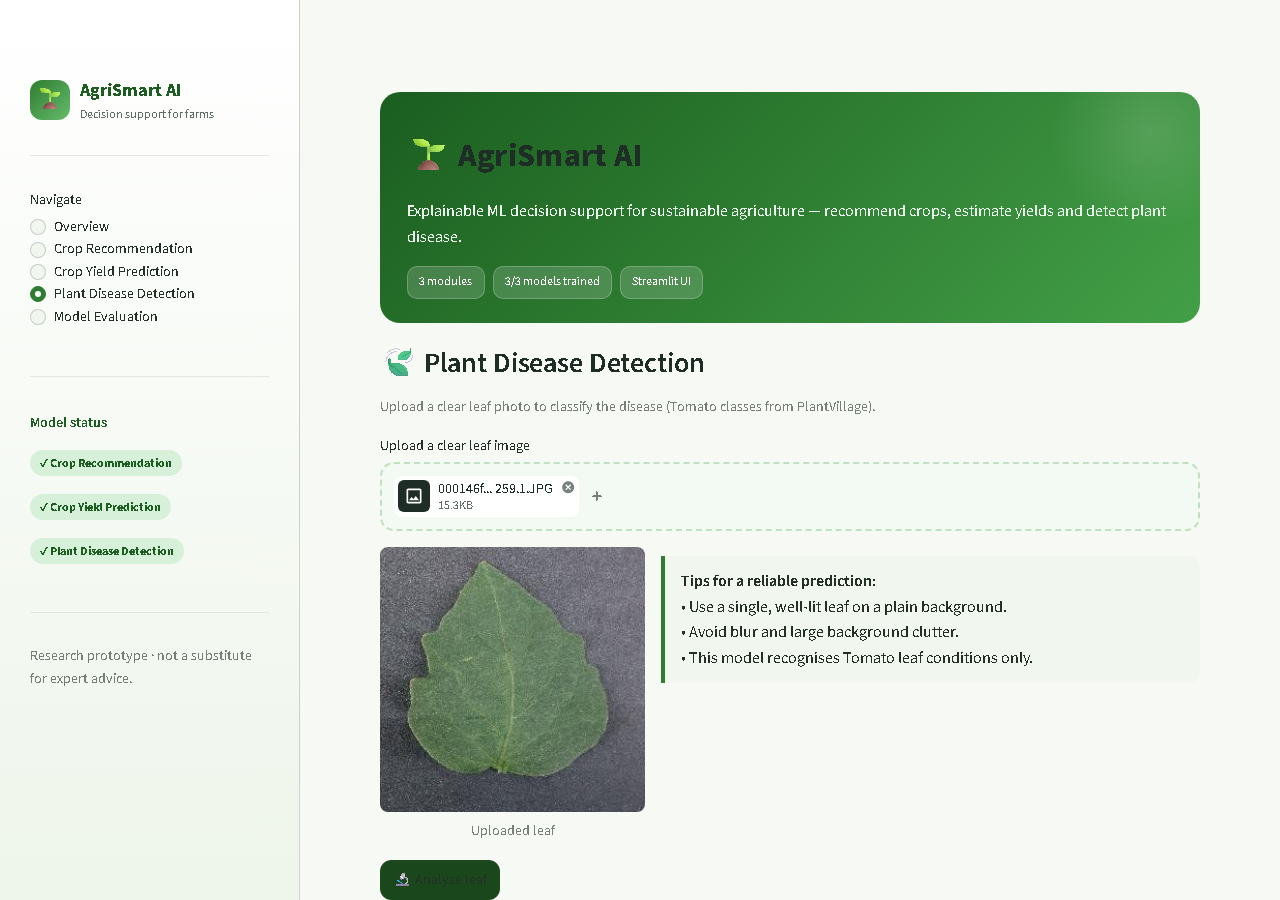 AgriSmart AI
Decision support for farms
Navigate
Overview
Crop Recommendation
Crop Yield Prediction
Plant Disease Detection
Model Evaluation
Model status
✓ Crop Recommendation
✓ Crop Yield Prediction
✓ Plant Disease Detection
Research prototype · not a substitute
for expert advice.
AgriSmart AI
Explainable ML decision support for sustainable agriculture — recommend crops, estimate yields and detect plant
disease.
3 modules
3/3 models trained
Streamlit UI
Plant Disease Detection
Upload a clear leaf photo to classify the disease (Tomato classes from PlantVillage).
Upload a clear leaf image
000146f... 259.1.JPG
15.3KB
Tips for a reliable prediction:
• Use a single, well-lit leaf on a plain background.
• Avoid blur and large background clutter.
• This model recognises Tomato leaf conditions only.
Uploaded leaf
Analyze leaf